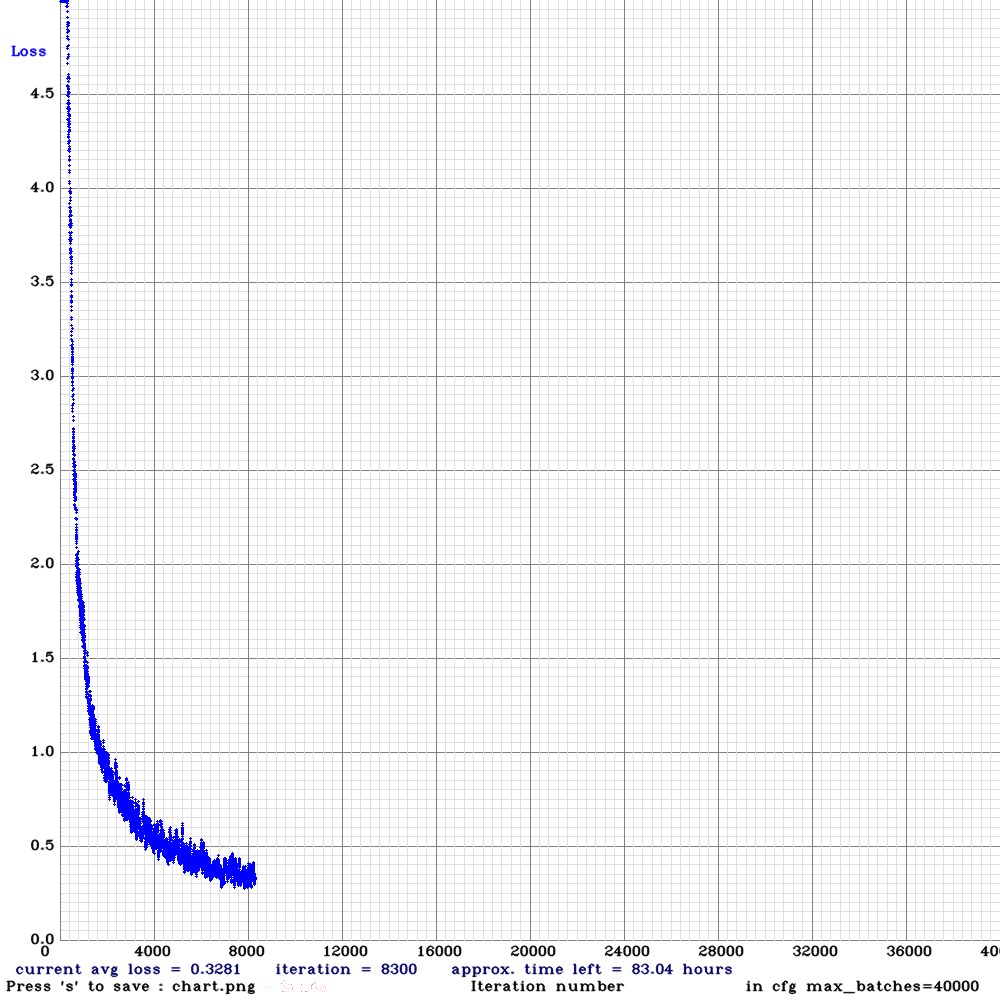 Loss
4.5
4.0
3.5
3.0
2.5
2.0
1.5
1.0
0.5
0.0
0 4000 8000 12000 16000 20000 24000 28000 32000 36000 400
current avg loss = 0.3281 iteration = 8300 approx. time left = 83.04 hours
Press 's' to save : chart.png Iteration number in cfg max_batches=40000